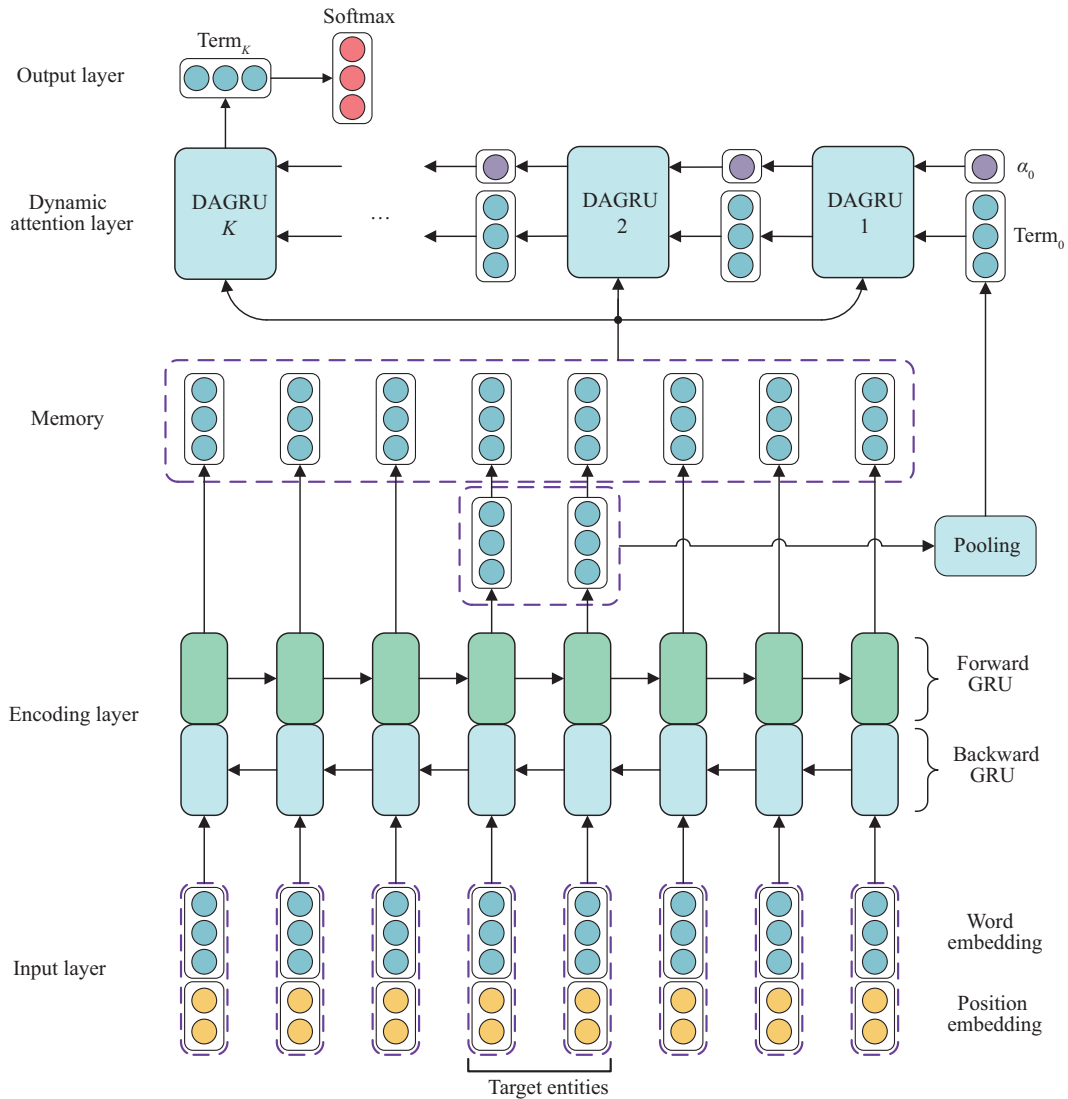 Softmax
Term_K
Output layer
Dynamic
attention layer
DAGRU
K
…
DAGRU
2
DAGRU
1
α_0
Term_0
Memory
Pooling
Encoding layer
Forward
GRU
Backward
GRU
Input layer
Word
embedding
Position
embedding
Target entities